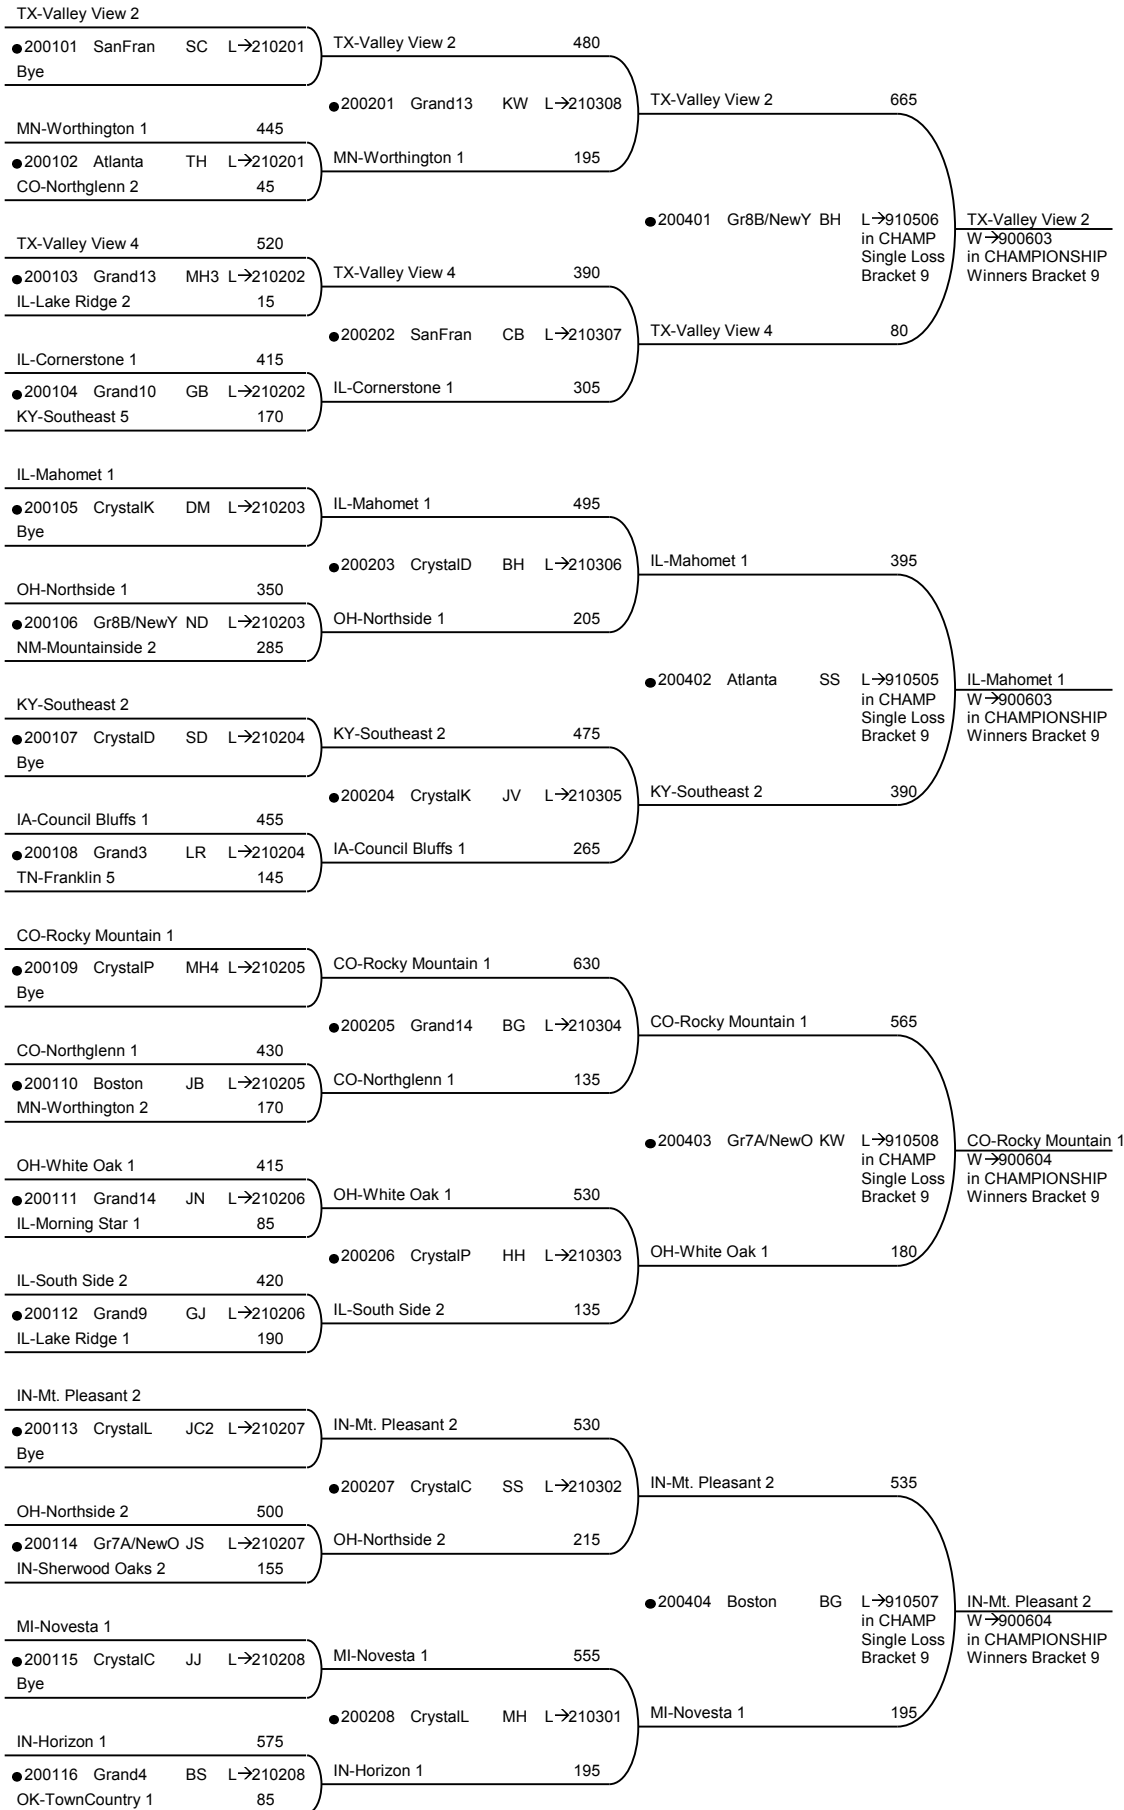 TX-Valley View 2
●200101 SanFran SC L→210201
Bye
MN-Worthington 1 445
●200102 Atlanta TH L→210201
CO-Northglenn 2 45
TX-Valley View 4 520
●200103 Grand13 MH3 L→210202
IL-Lake Ridge 2 15
IL-Cornerstone 1 415
●200104 Grand10 GB L→210202
KY-Southeast 5 170
IL-Mahomet 1
●200105 CrystalK DM L→210203
Bye
OH-Northside 1 350
●200106 Gr8B/NewY ND L→210203
NM-Mountainside 2 285
KY-Southeast 2
●200107 CrystalD SD L→210204
Bye
IA-Council Bluffs 1 455
●200108 Grand3 LR L→210204
TN-Franklin 5 145
CO-Rocky Mountain 1
●200109 CrystalP MH4 L→210205
Bye
CO-Northglenn 1 430
●200110 Boston JB L→210205
MN-Worthington 2 170
OH-White Oak 1 415
●200111 Grand14 JN L→210206
IL-Morning Star 1 85
IL-South Side 2 420
●200112 Grand9 GJ L→210206
IL-Lake Ridge 1 190
IN-Mt. Pleasant 2
●200113 CrystalL JC2 L→210207
Bye
OH-Northside 2 500
●200114 Gr7A/NewO JS L→210207
IN-Sherwood Oaks 2 155
MI-Novesta 1
●200115 CrystalC JJ L→210208
Bye
IN-Horizon 1 575
●200116 Grand4 BS L→210208
OK-TownCountry 1 85
TX-Valley View 2 480
●200201 Grand13 KW L→210308
MN-Worthington 1 195
TX-Valley View 4 390
●200202 SanFran CB L→210307
IL-Cornerstone 1 305
IL-Mahomet 1 495
●200203 CrystalD BH L→210306
OH-Northside 1 205
KY-Southeast 2 475
●200204 CrystalK JV L→210305
IA-Council Bluffs 1 265
CO-Rocky Mountain 1 630
●200205 Grand14 BG L→210304
CO-Northglenn 1 135
OH-White Oak 1 530
●200206 CrystalP HH L→210303
IL-South Side 2 135
IN-Mt. Pleasant 2 530
●200207 CrystalC SS L→210302
OH-Northside 2 215
MI-Novesta 1 555
●200208 CrystalL MH L→210301
IN-Horizon 1 195
TX-Valley View 2 665
●200401 Gr8B/NewY BH L→910506
in CHAMP
Single Loss
Bracket 9
TX-Valley View 4 80
IL-Mahomet 1 395
●200402 Atlanta SS L→910505
in CHAMP
Single Loss
Bracket 9
KY-Southeast 2 390
CO-Rocky Mountain 1 565
●200403 Gr7A/NewO KW L→910508
in CHAMP
Single Loss
Bracket 9
OH-White Oak 1 180
IN-Mt. Pleasant 2 535
●200404 Boston BG L→910507
in CHAMP
Single Loss
Bracket 9
MI-Novesta 1 195
TX-Valley View 2
W→900603
in CHAMPIONSHIP
Winners Bracket 9
IL-Mahomet 1
W→900603
in CHAMPIONSHIP
Winners Bracket 9
CO-Rocky Mountain 1
W→900604
in CHAMPIONSHIP
Winners Bracket 9
IN-Mt. Pleasant 2
W→900604
in CHAMPIONSHIP
Winners Bracket 9